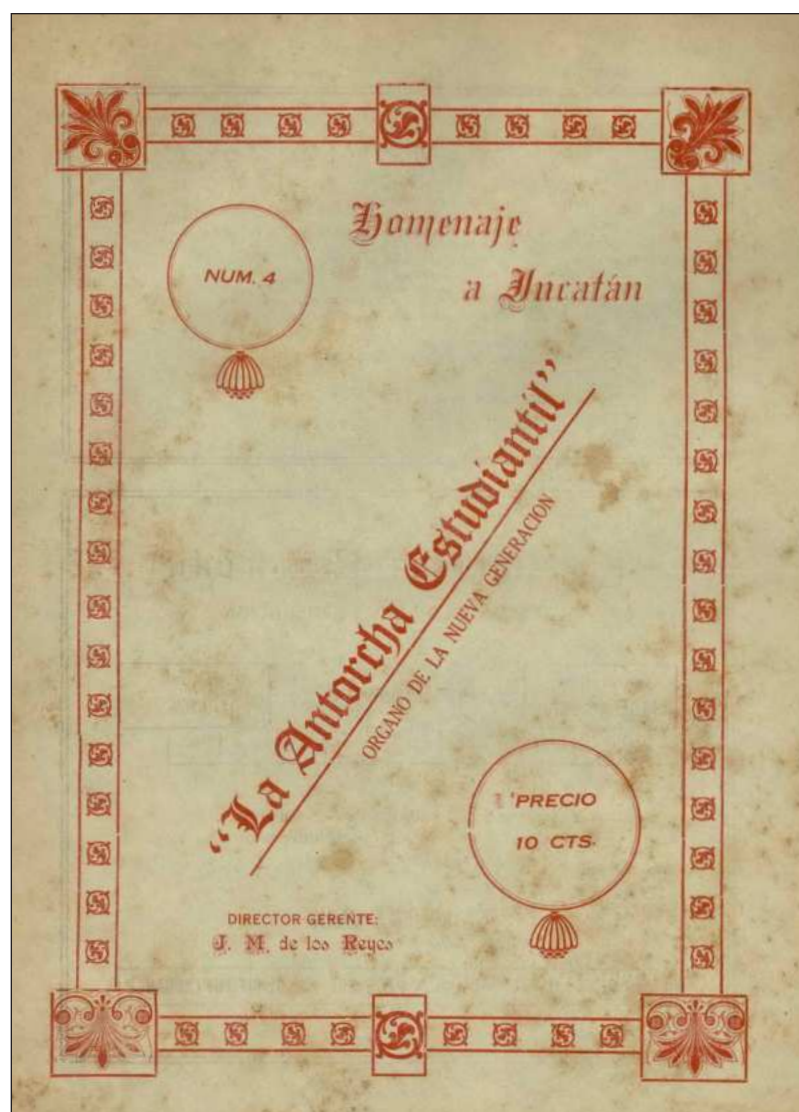 Homenaje
a Yucatán
NUM. 4
"La Antorcha Estudiantil"
ORGANO DE LA NUEVA GENERACION
PRECIO
10 CTS.
DIRECTOR GERENTE:
J. M. de los Reyes